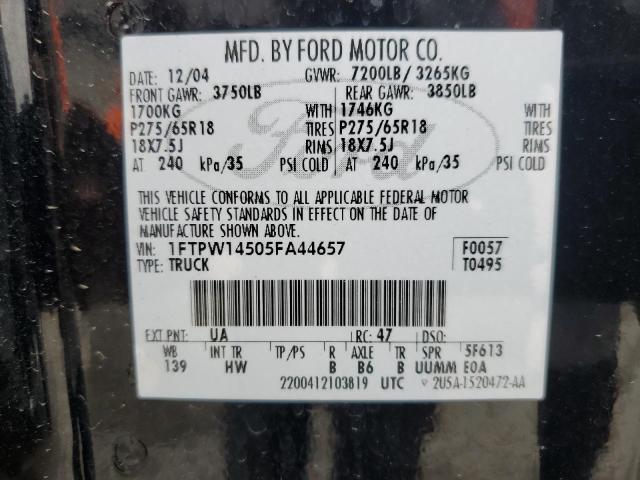 MFD. BY FORD MOTOR CO.
DATE: 12/04 GVWR: 7200LB/ 3265KG
FRONT GAWR: 3750LB REAR GAWR: 3850LB
1700KG WITH 1746KG WITH
P275/65R18 TIRES P275/65R18 TIRES
18X7.5J RIMS 18X7.5J RIMS
AT 240 kPa/35 PSI COLD AT 240 kPa/35 PSI COLD
THIS VEHICLE CONFORMS TO ALL APPLICABLE FEDERAL MOTOR
VEHICLE SAFETY STANDARDS IN EFFECT ON THE DATE OF
MANUFACTURE SHOWN ABOVE.
VIN: 1FTPW14505FA44657 F0057
TYPE: TRUCK T0495
EXT PNT: UA RC: 47 DSO:
WB INT TR TP/PS R AXLE TR SPR 5F613
139 HW B B6 B UUMM EOA
2200412103819 UTC 2U5A-1520472-AA
Ford